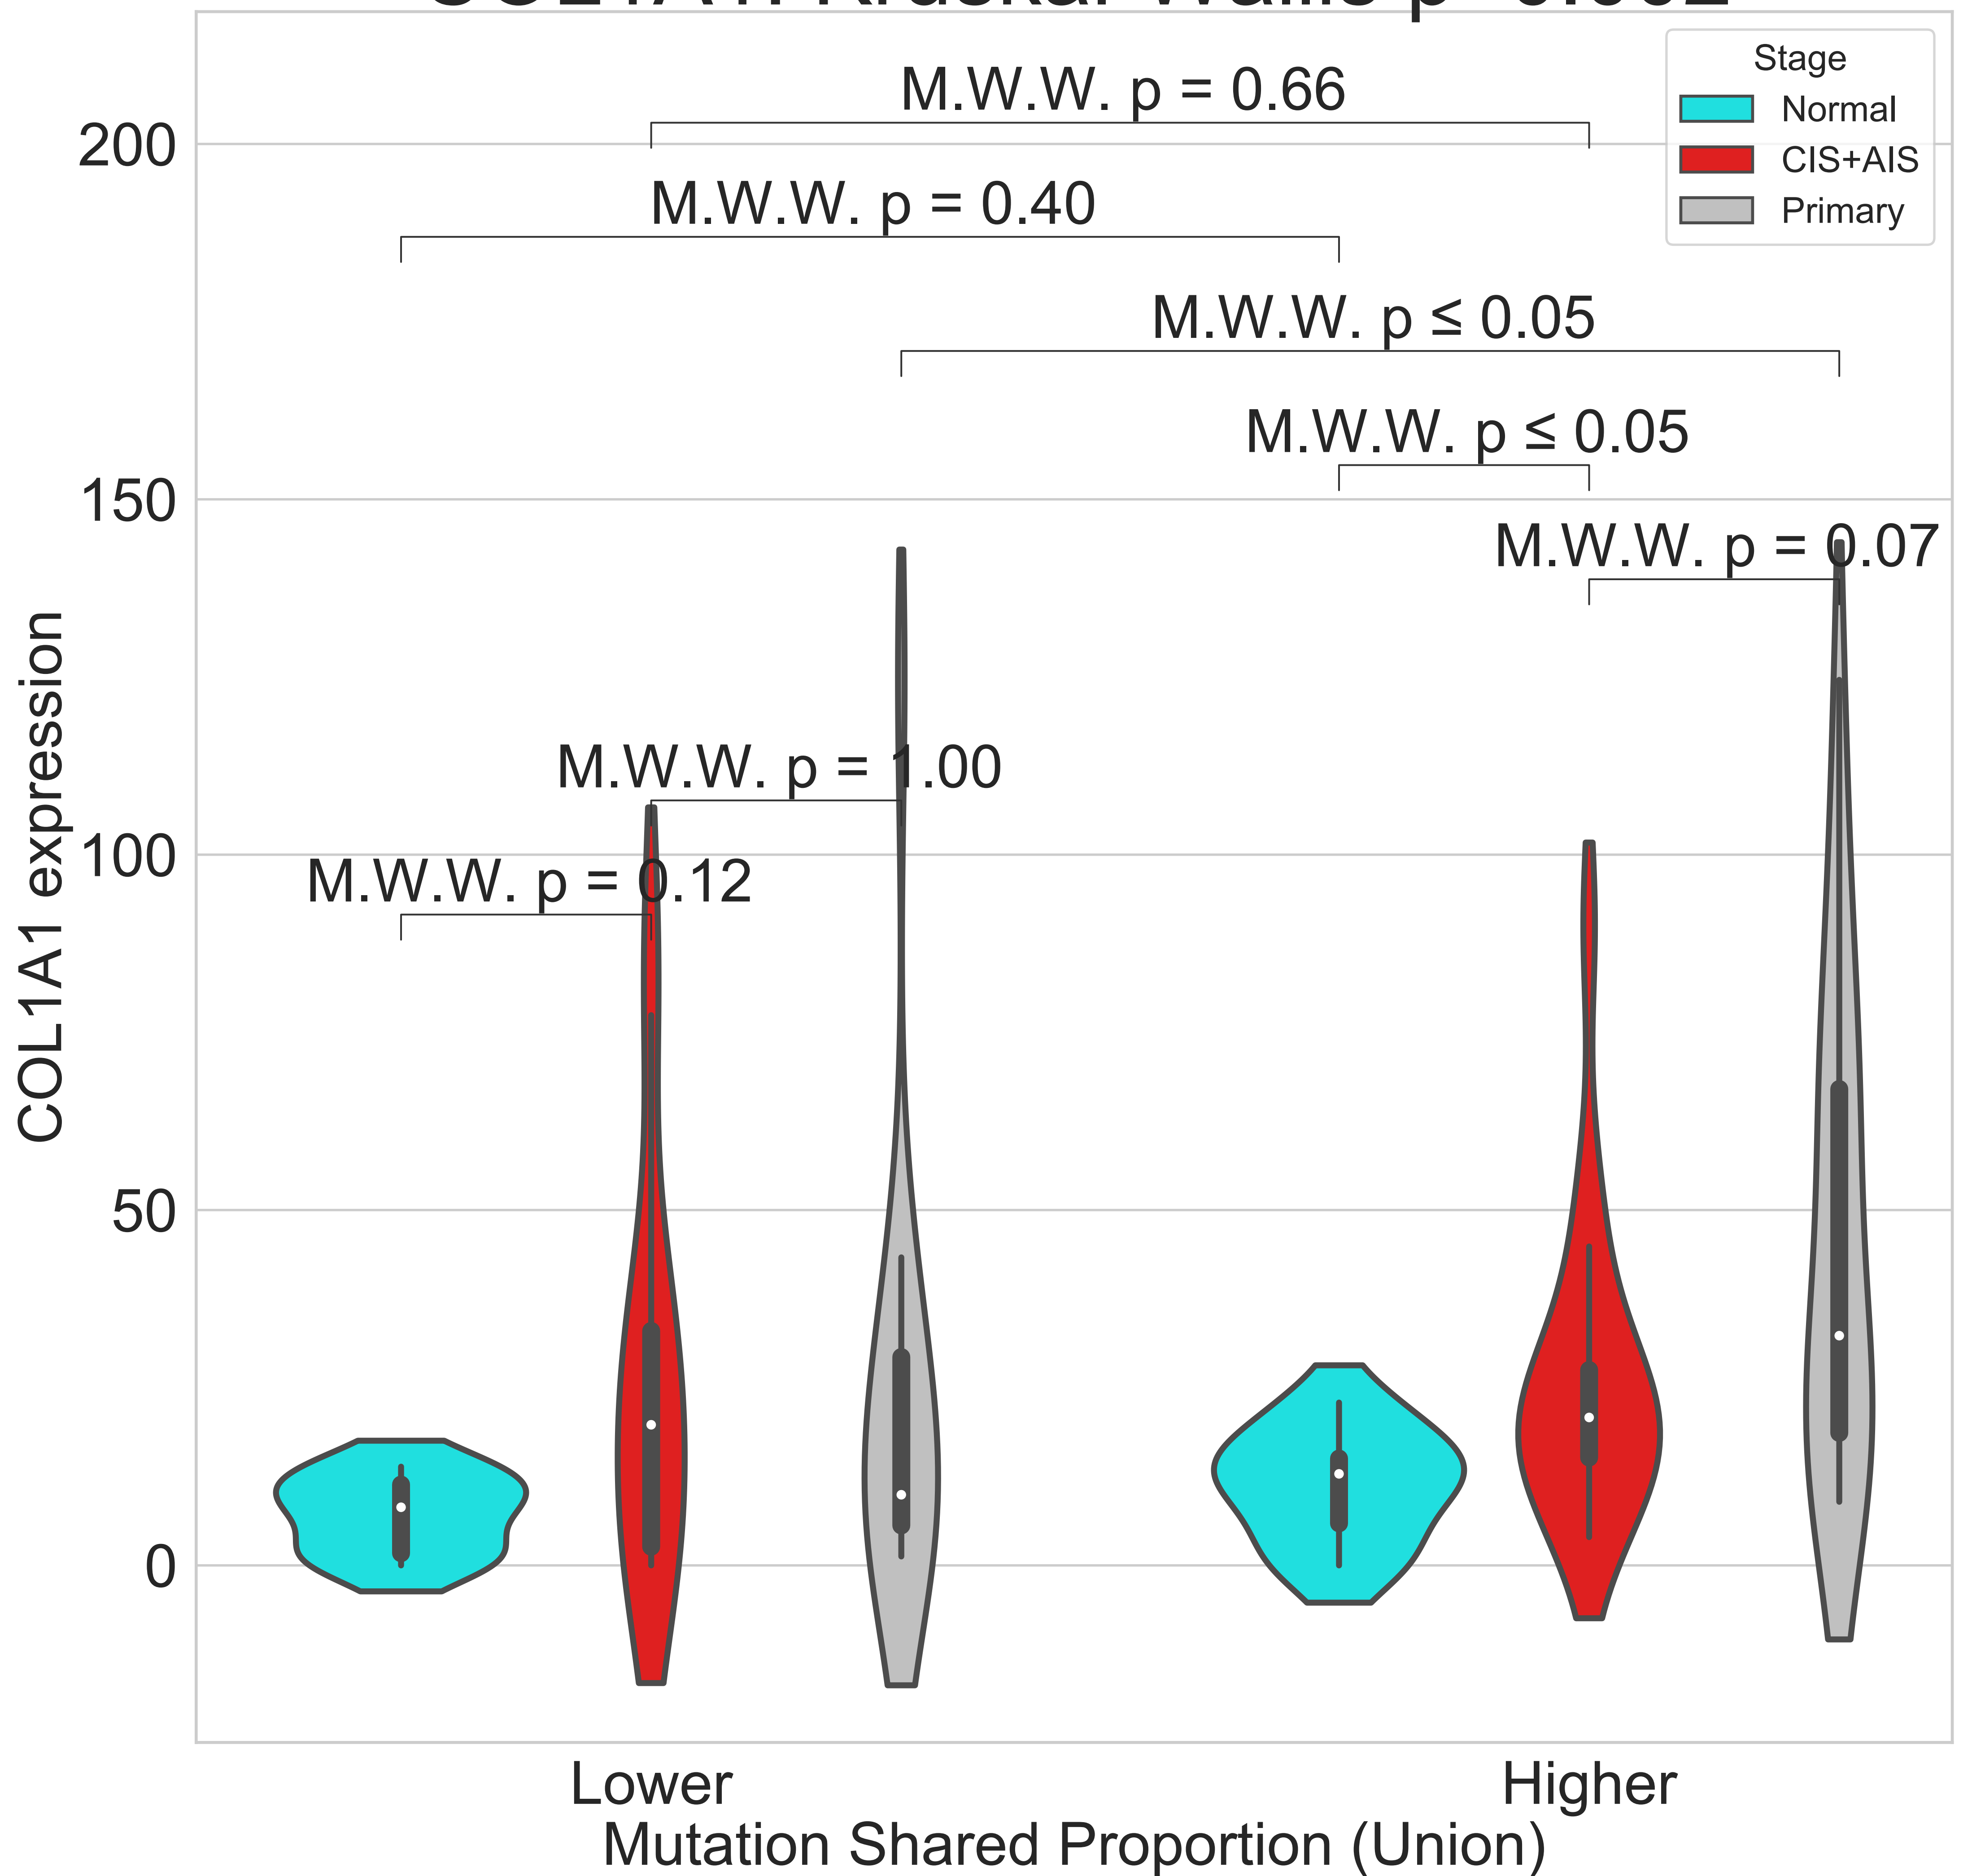 Stage
Normal
CIS+AIS
Primary
M.W.W. p = 0.66
M.W.W. p = 0.40
M.W.W. p ≤ 0.05
M.W.W. p ≤ 0.05
M.W.W. p = 0.07
M.W.W. p = 1.00
M.W.W. p = 0.12
200
150
100
50
0
COL1A1 expression
Lower
Higher
Mutation Shared Proportion (Union)